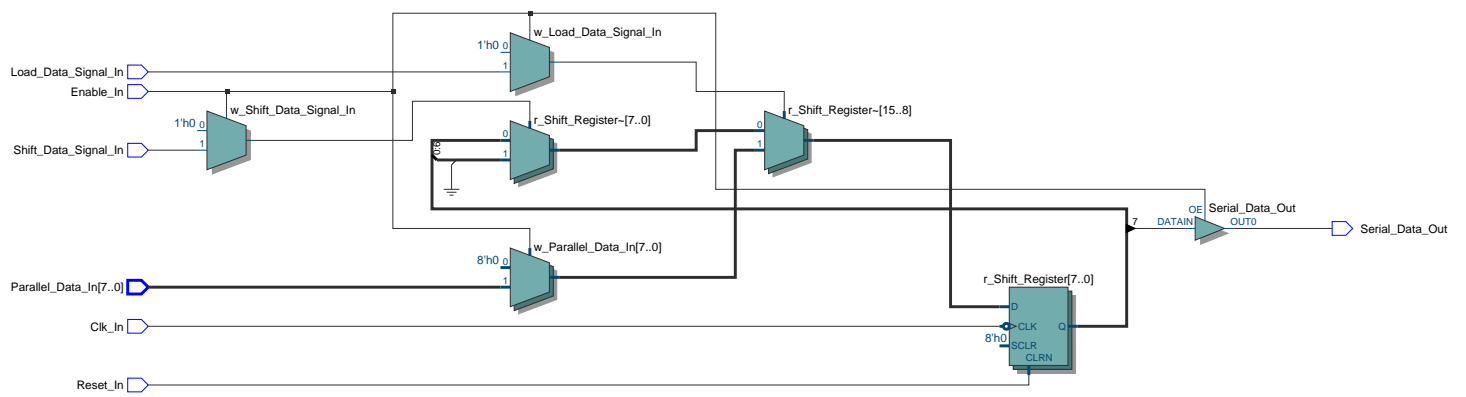 w_Load_Data_Signal_In
1'h0 0
1
Load_Data_Signal_In
Enable_In
w_Shift_Data_Signal_In
1'h0 0
1
Shift_Data_Signal_In
r_Shift_Register~[7..0]
0
1
0:6
r_Shift_Register~[15..8]
0
1
w_Parallel_Data_In[7..0]
8'h0 0
1
Parallel_Data_In[7..0]
OE
Serial_Data_Out
7
DATAIN
OUT0
Serial_Data_Out
r_Shift_Register[7..0]
D
Clk_In
CLK
Q
8'h0
SCLR
CLRN
Reset_In